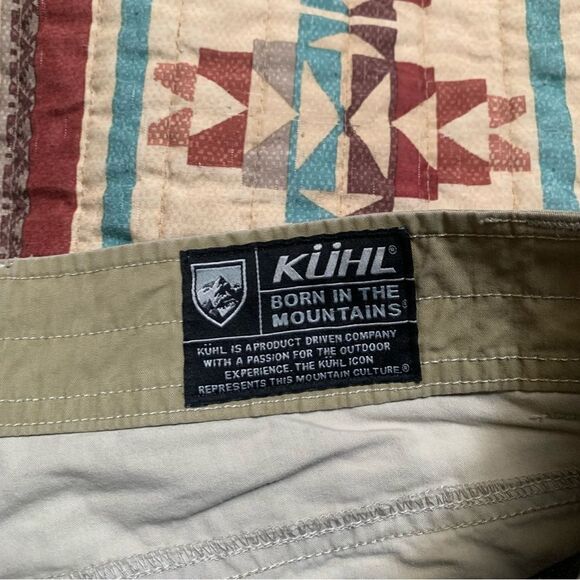 KÜHL®
BORN IN THE
MOUNTAINS®
KÜHL IS A PRODUCT DRIVEN COMPANY
WITH A PASSION FOR THE OUTDOOR
EXPERIENCE. THE KÜHL ICON
REPRESENTS THIS MOUNTAIN CULTURE.®